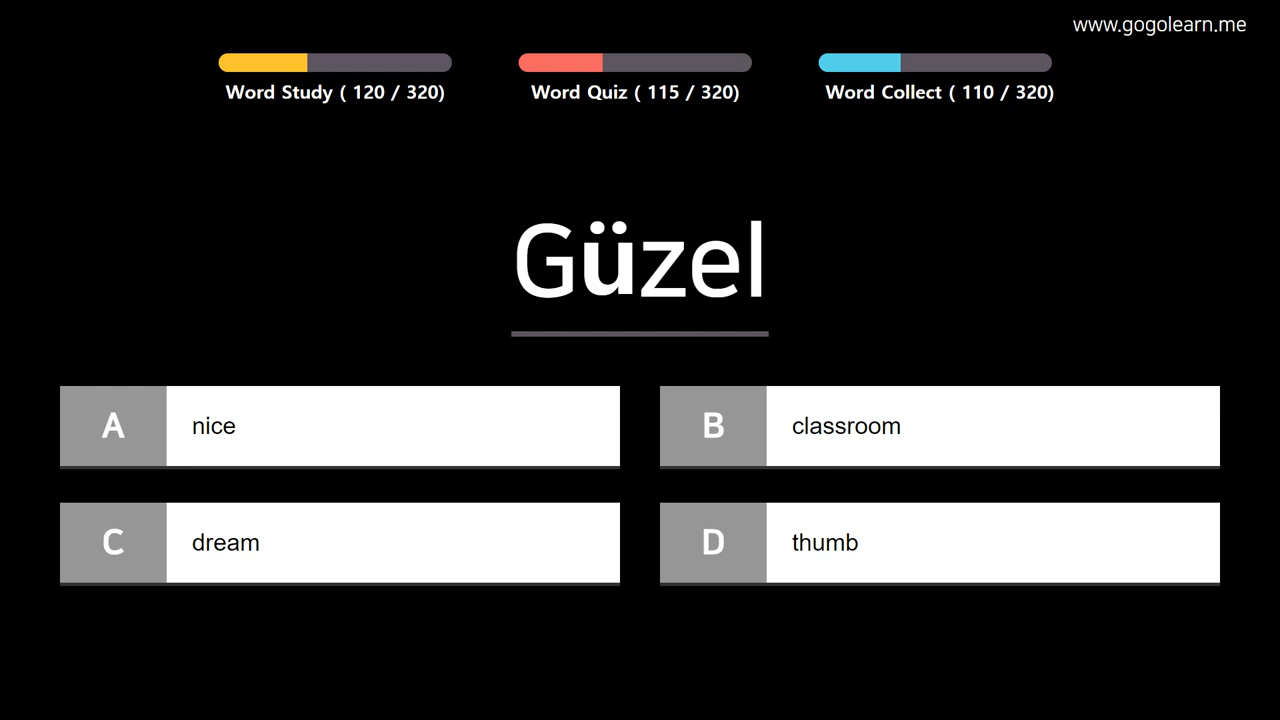 www.gogolearn.me
Word Study ( 120 / 320)
Word Quiz ( 115 / 320)
Word Collect ( 110 / 320)
Güzel
A nice
B classroom
C dream
D thumb